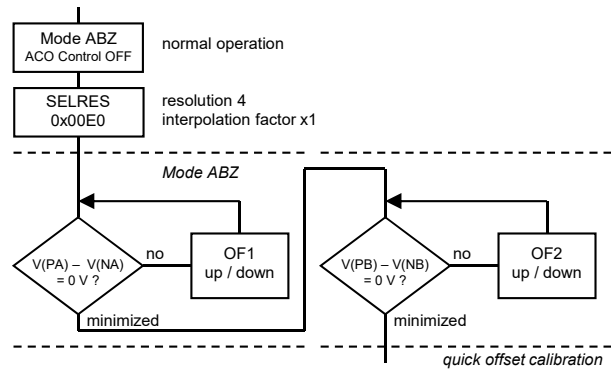 Mode ABZ
ACO Control OFF
normal operation
SELRES
0x00E0
resolution 4
interpolation factor x1
Mode ABZ
V(PA) – V(NA)
= 0 V ?
no
OF1
up / down
minimized
V(PB) – V(NB)
= 0 V ?
no
OF2
up / down
minimized
quick offset calibration